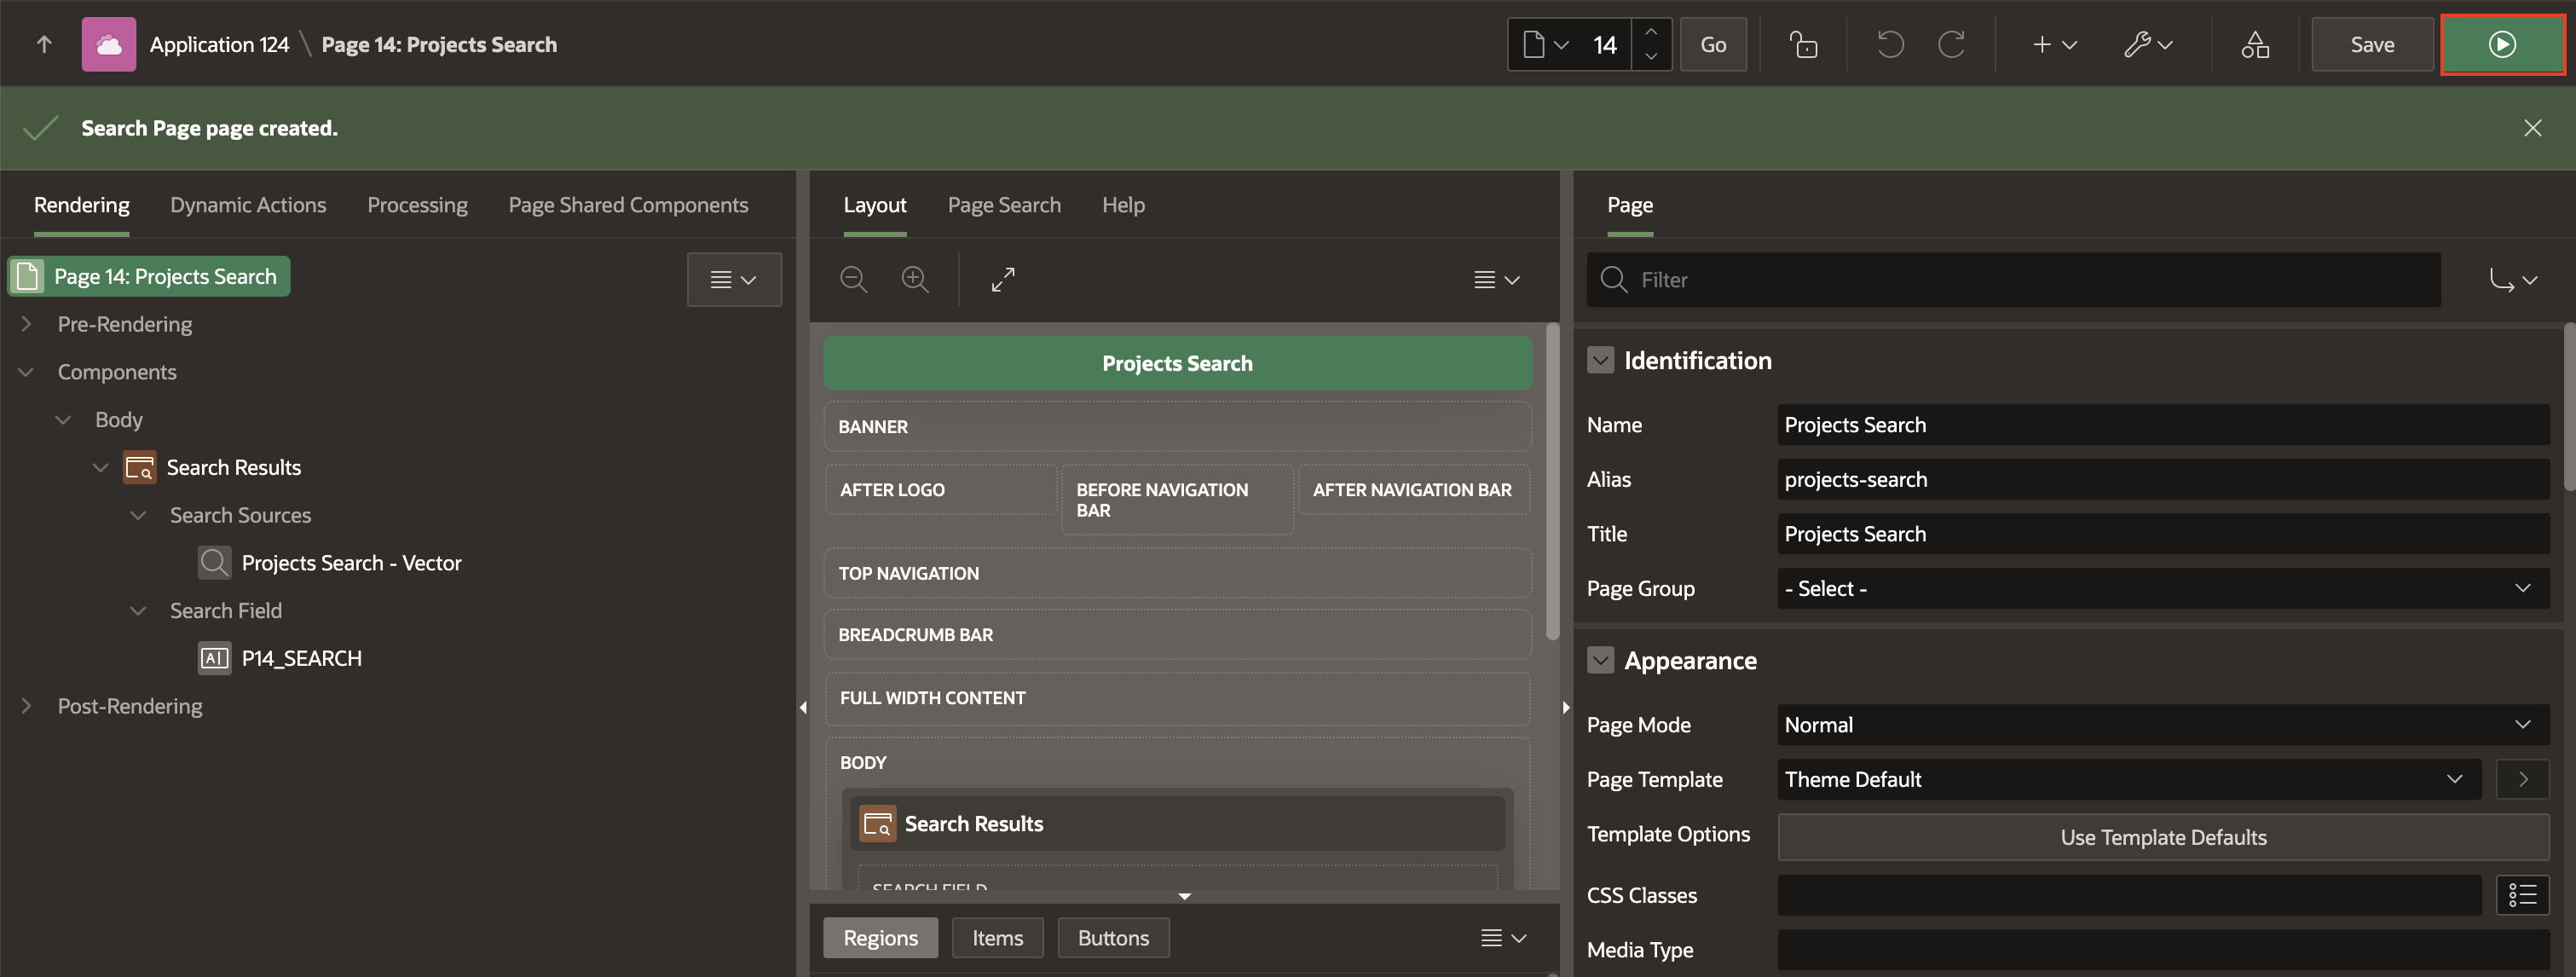 Application 124 \ Page 14: Projects Search
14
Go
Save
Search Page page created.
Rendering Dynamic Actions Processing Page Shared Components
Page 14: Projects Search
Pre-Rendering
Components
Body
Search Results
Search Sources
Projects Search - Vector
Search Field
P14_SEARCH
Post-Rendering
Layout Page Search Help
Projects Search
BANNER
AFTER LOGO
BEFORE NAVIGATION
BAR
AFTER NAVIGATION BAR
TOP NAVIGATION
BREADCRUMB BAR
FULL WIDTH CONTENT
BODY
Search Results
SEARCH FIELD
Regions Items Buttons
Page
Filter
Identification
Name Projects Search
Alias projects-search
Title Projects Search
Page Group - Select -
Appearance
Page Mode Normal
Page Template Theme Default
Template Options Use Template Defaults
CSS Classes
Media Type